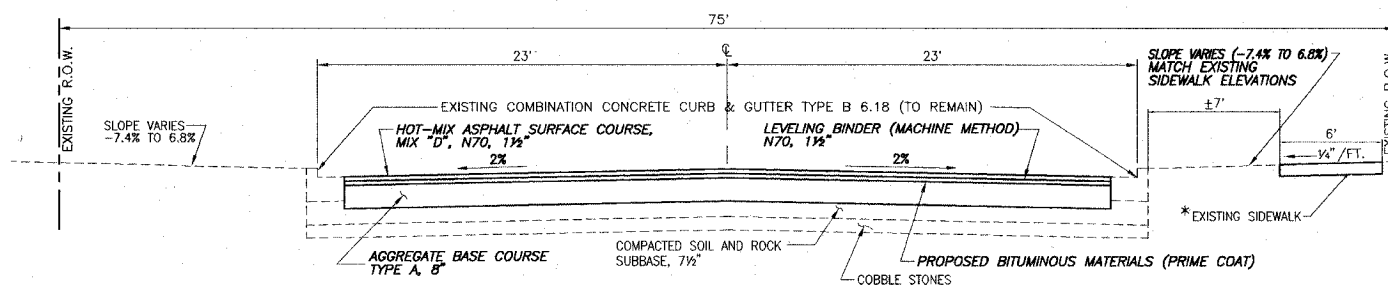 75'
EXISTING R.O.W.
23'
℄
23'
SLOPE VARIES (-7.4% TO 6.8%)
MATCH EXISTING
SIDEWALK ELEVATIONS
EXISTING R.O.W.
±7'
6'
1/4" /FT.
EXISTING COMBINATION CONCRETE CURB & GUTTER TYPE B 6.18 (TO REMAIN)
SLOPE VARIES
-7.4% TO 6.8%
HOT-MIX ASPHALT SURFACE COURSE,
MIX "D", N70, 1½"
LEVELING BINDER (MACHINE METHOD)
N70, 1½"
2%
2%
*EXISTING SIDEWALK
AGGREGATE BASE COURSE
TYPE A, 8"
COMPACTED SOIL AND ROCK
SUBBASE, 7½"
PROPOSED BITUMINOUS MATERIALS (PRIME COAT)
COBBLE STONES